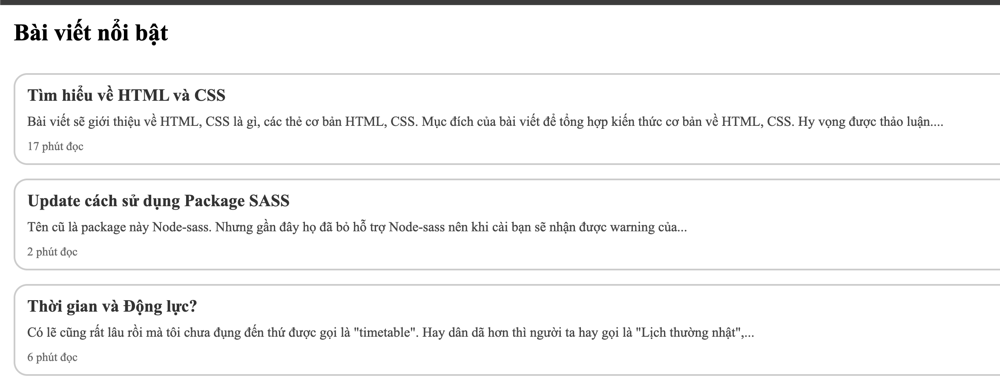 Bài viết nổi bật
Tìm hiểu về HTML và CSS
Bài viết sẽ giới thiệu về HTML, CSS là gì, các thẻ cơ bản HTML, CSS. Mục đích của bài viết để tổng hợp kiến thức cơ bản về HTML, CSS. Hy vọng được thảo luận....
17 phút đọc
Update cách sử dụng Package SASS
Tên cũ là package này Node-sass. Nhưng gần đây họ đã bỏ hỗ trợ Node-sass nên khi cài bạn sẽ nhận được warning của...
2 phút đọc
Thời gian và Động lực?
Có lẽ cũng rất lâu rồi mà tôi chưa đụng đến thứ được gọi là "timetable". Hay dân dã hơn thì người ta hay gọi là "Lịch thường nhật",...
6 phút đọc